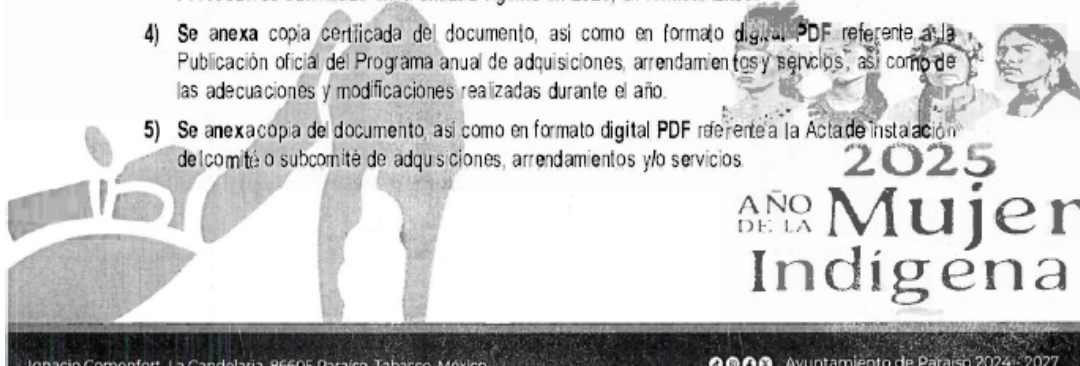 4) Se anexa copia certificada del documento, así como en formato digital PDF referente a la
Publicación oficial del Programa anual de adquisiciones, arrendamientos y servicios, así como de
las adecuaciones y modificaciones realizadas durante el año.
5) Se anexa copia del documento, así como en formato digital PDF referente a la Acta de instalación
del comité o subcomité de adquisiciones, arrendamientos y/o servicios.
2025
AÑO DE LA Mujer
Indígena
Ignacio Comonfort, La Candelaria, 86605 Paraíso, Tabasco, México
Ayuntamiento de Paraíso 2024 - 2027